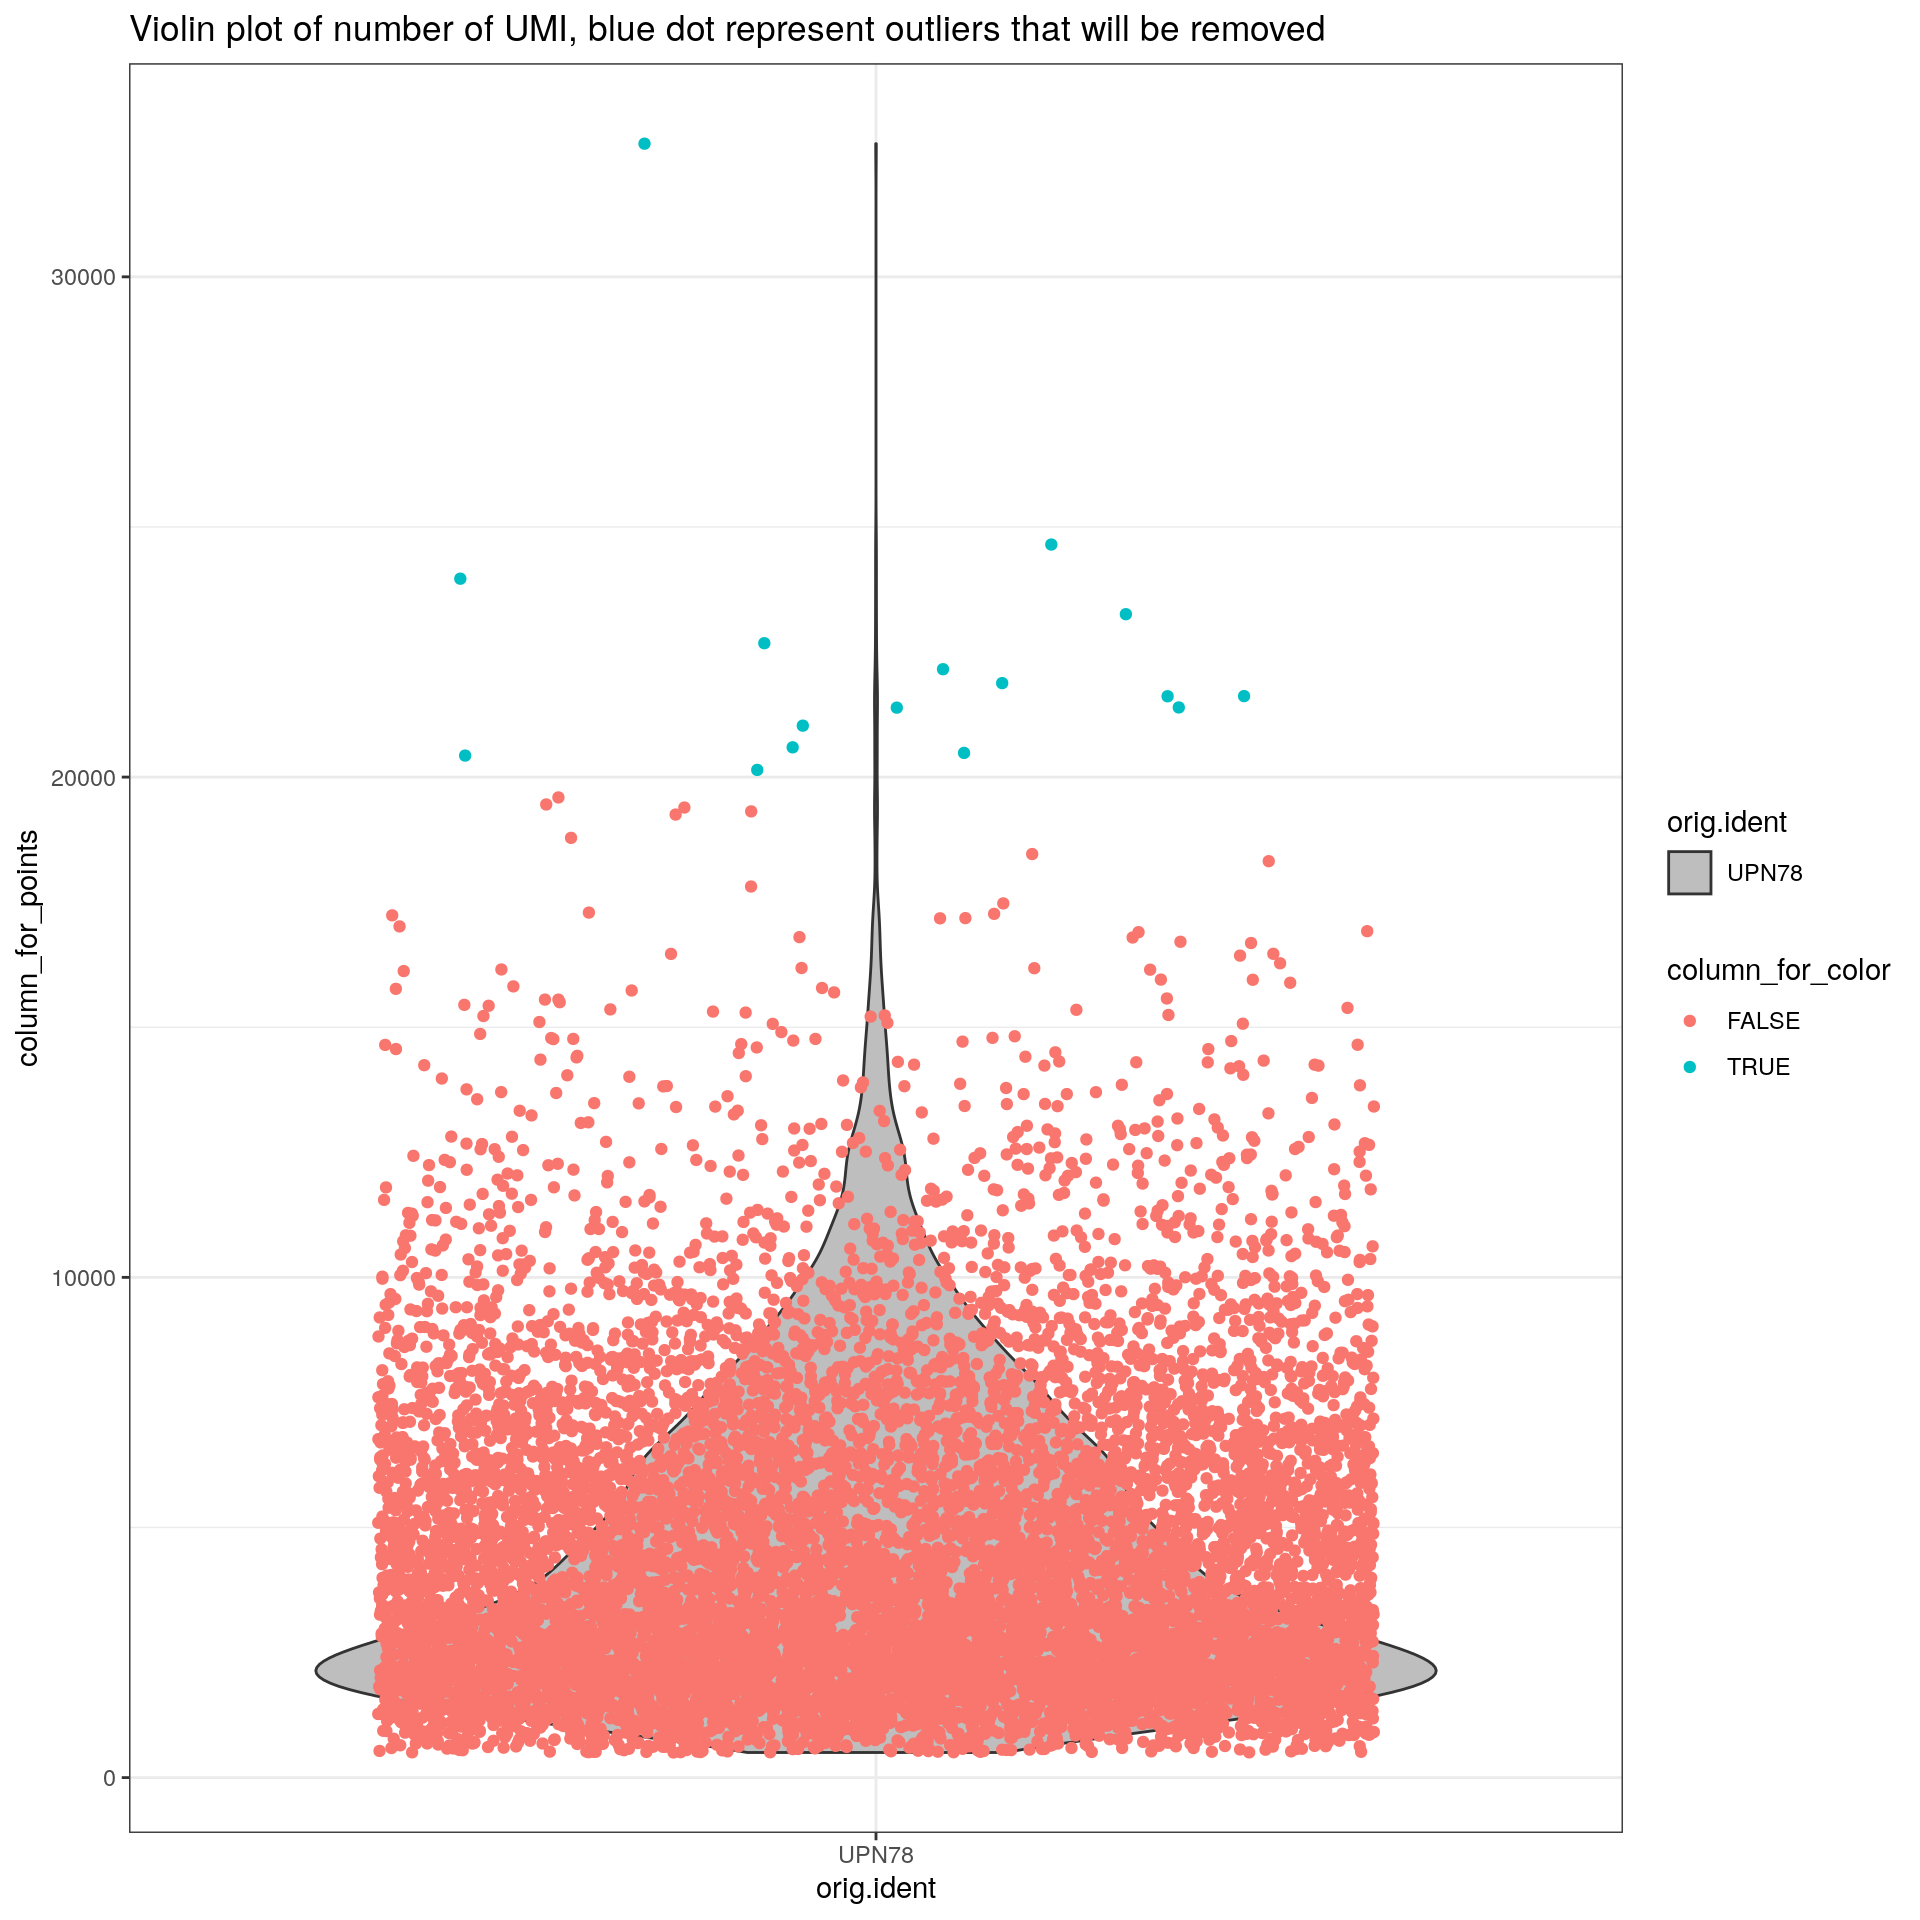 Violin plot of number of UMI, blue dot represent outliers that will be removed
30000
20000
10000
0
column_for_points
UPN78
orig.ident
orig.ident
UPN78
column_for_color
FALSE
TRUE